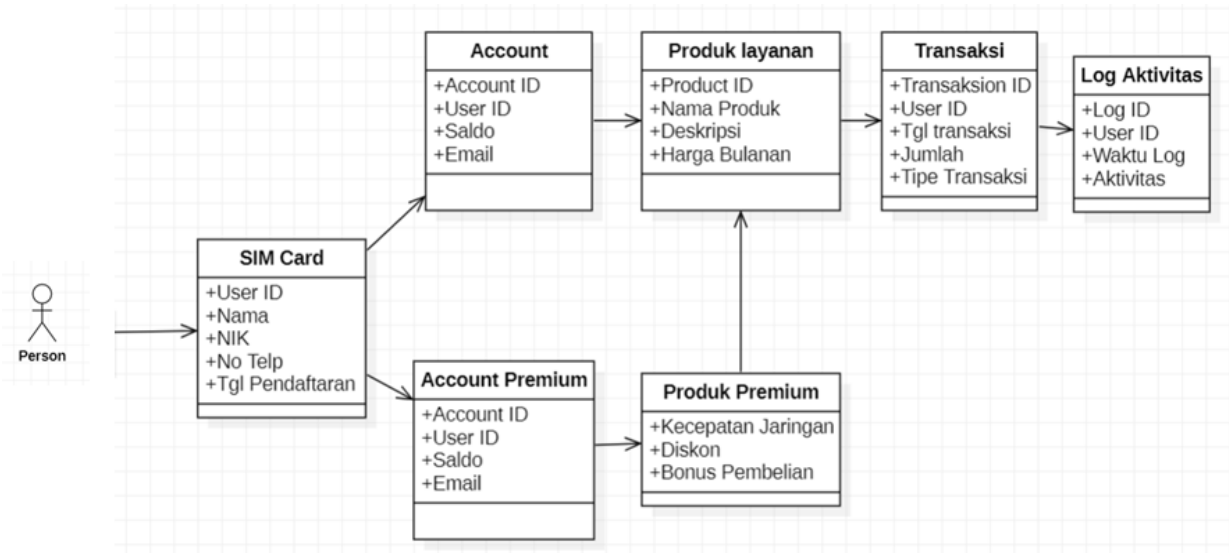 Person
SIM Card
+User ID
+Nama
+NIK
+No Telp
+Tgl Pendaftaran
Account
+Account ID
+User ID
+Saldo
+Email
Account Premium
+Account ID
+User ID
+Saldo
+Email
Produk layanan
+Product ID
+Nama Produk
+Deskripsi
+Harga Bulanan
Produk Premium
+Kecepatan Jaringan
+Diskon
+Bonus Pembelian
Transaksi
+Transaksion ID
+User ID
+Tgl transaksi
+Jumlah
+Tipe Transaksi
Log Aktivitas
+Log ID
+User ID
+Waktu Log
+Aktivitas